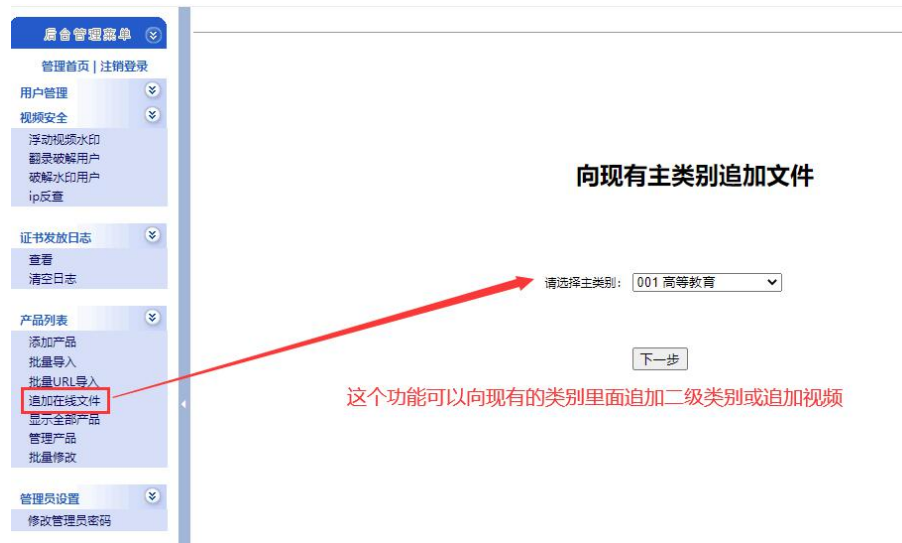 后台管理菜单
管理首页 | 注销登录
用户管理
视频安全
浮动视频水印
翻录破解用户
破解水印用户
ip反查
证书发放日志
查看
清空日志
产品列表
添加产品
批量导入
批量URL导入
追加在线文件
显示全部产品
管理产品
批量修改
管理员设置
修改管理员密码
向现有主类别追加文件
请选择主类别: 001 高等教育
下一步
这个功能可以向现有的类别里面追加二级类别或追加视频